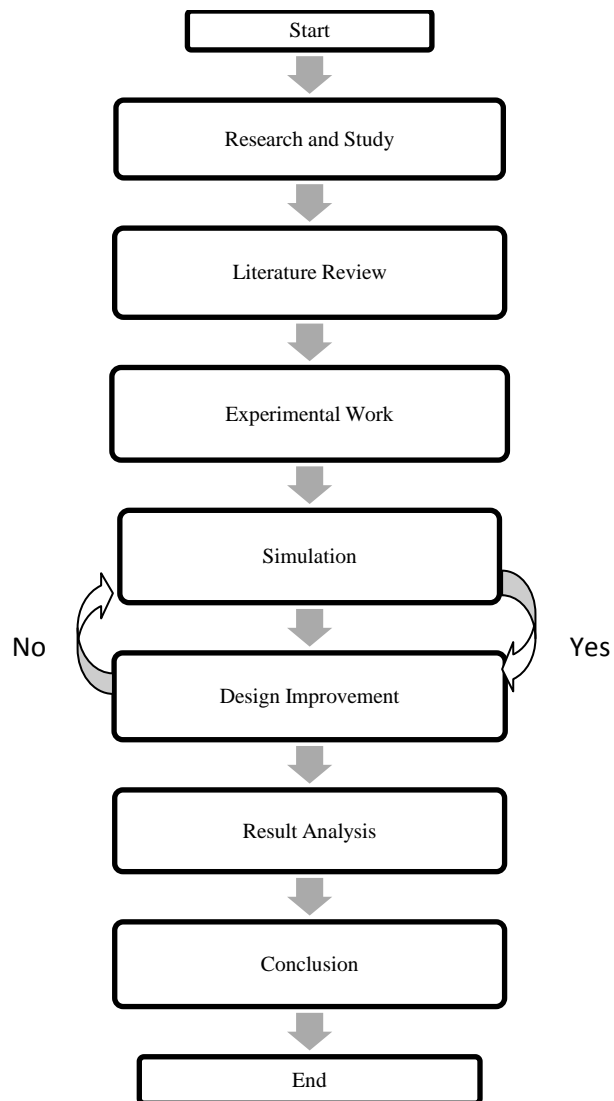 Start
Research and Study
Literature Review
Experimental Work
Simulation
No
Yes
Design Improvement
Result Analysis
Conclusion
End